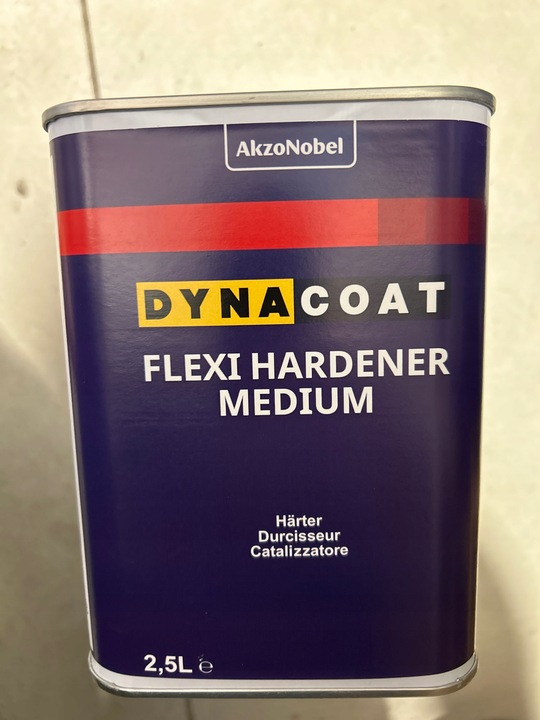 AkzoNobel
DYNACOAT
FLEXI HARDENER
MEDIUM
Härter
Durcisseur
Catalizzatore
2,5L ℮